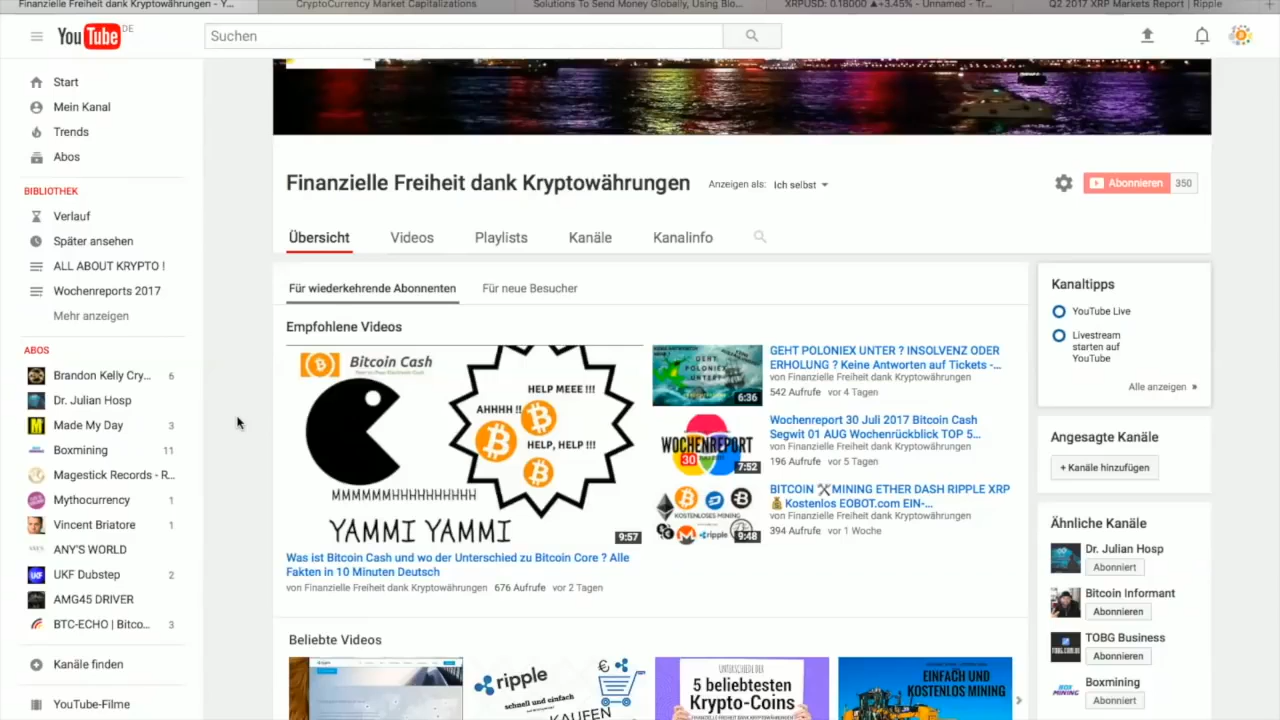 Finanzielle Freiheit dank Kryptowährungen - Y...
CryptoCurrency Market Capitalizations
Solutions To Send Money Globally, Using Blo...
XRPUSD: 0.18000 ▲+3.45% - Unnamed - Tr...
Q2 2017 XRP Markets Report | Ripple
YouTube DE
Suchen
Start
Mein Kanal
Trends
Abos
BIBLIOTHEK
Verlauf
Später ansehen
ALL ABOUT KRYPTO !
Wochenreports 2017
Mehr anzeigen
ABOS
Brandon Kelly Cry... 6
Dr. Julian Hosp
Made My Day 3
Boxmining 11
Magestick Records - R...
Mythocurrency 1
Vincent Briatore 1
ANY'S WORLD
UKF Dubstep 2
AMG45 DRIVER
BTC-ECHO | Bitco... 3
Kanäle finden
YouTube-Filme
Finanzielle Freiheit dank Kryptowährungen
Anzeigen als: Ich selbst
Abonnieren 350
Übersicht
Videos
Playlists
Kanäle
Kanalinfo
Für wiederkehrende Abonnenten
Für neue Besucher
Empfohlene Videos
Bitcoin Cash
HELP MEEE !!!
AHHHH !!
HELP, HELP !!!
MMMMMMHHHHHHHHHH
YAMMI YAMMI
9:57
Was ist Bitcoin Cash und wo der Unterschied zu Bitcoin Core ? Alle
Fakten in 10 Minuten Deutsch
von Finanzielle Freiheit dank Kryptowährungen 676 Aufrufe vor 2 Tagen
GEHT
POLONIEX
UNTER?
6:36
GEHT POLONIEX UNTER ? INSOLVENZ ODER
ERHOLUNG ? Keine Antworten auf Tickets -...
von Finanzielle Freiheit dank Kryptowährungen
542 Aufrufe vor 4 Tagen
WOCHENREPORT
30
7:52
Wochenreport 30 Juli 2017 Bitcoin Cash
Segwit 01 AUG Wochenrückblick TOP 5...
von Finanzielle Freiheit dank Kryptowährungen
196 Aufrufe vor 5 Tagen
KOSTENLOSES MINING
ripple
9:48
BITCOIN ⚒️MINING ETHER DASH RIPPLE XRP
💰Kostenlos EOBOT.com EIN-...
von Finanzielle Freiheit dank Kryptowährungen
394 Aufrufe vor 1 Woche
Beliebte Videos
ripple
schnell und einfach
KAUFEN
UNTERSCHIEDE DER
5 beliebtesten
Krypto-Coins
EINFACH UND
KOSTENLOS MINING
Kanaltipps
YouTube Live
Livestream
starten auf
YouTube
Alle anzeigen »
Angesagte Kanäle
+ Kanäle hinzufügen
Ähnliche Kanäle
Dr. Julian Hosp
Abonniert
Bitcoin Informant
Abonnieren
TOBG Business
Abonnieren
Boxmining
Abonniert